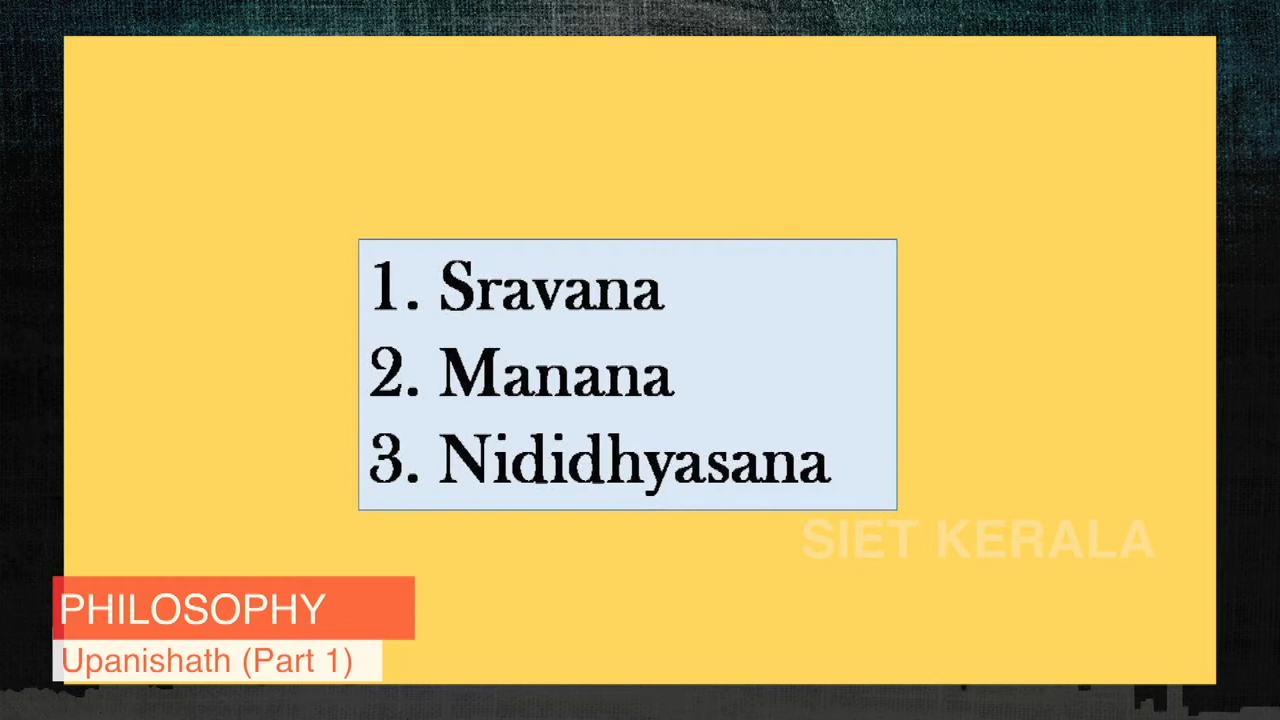 1. Sravana
2. Manana
3. Nididhyasana
SIET KERALA
PHILOSOPHY
Upanishath (Part 1)